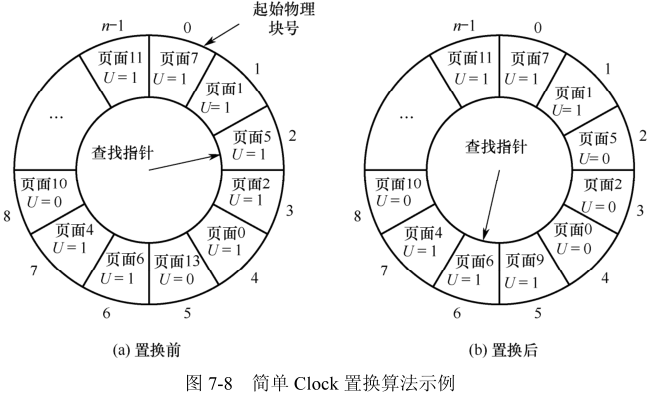 n-1
0
起始物理
块号
页面11
U=1
页面7
U=1
1
页面1
U=1
2
页面5
U=1
3
页面2
U=1
4
页面0
U=1
5
页面13
U=0
6
页面6
U=1
7
页面4
U=1
8
页面10
U=0
…
查找指针
(a) 置换前
n-1
0
页面11
U=1
页面7
U=1
1
页面1
U=1
2
页面5
U=0
3
页面2
U=0
4
页面0
U=0
5
页面9
U=1
6
页面6
U=1
7
页面4
U=1
8
页面10
U=0
…
查找指针
(b) 置换后
图 7-8 简单 Clock 置换算法示例